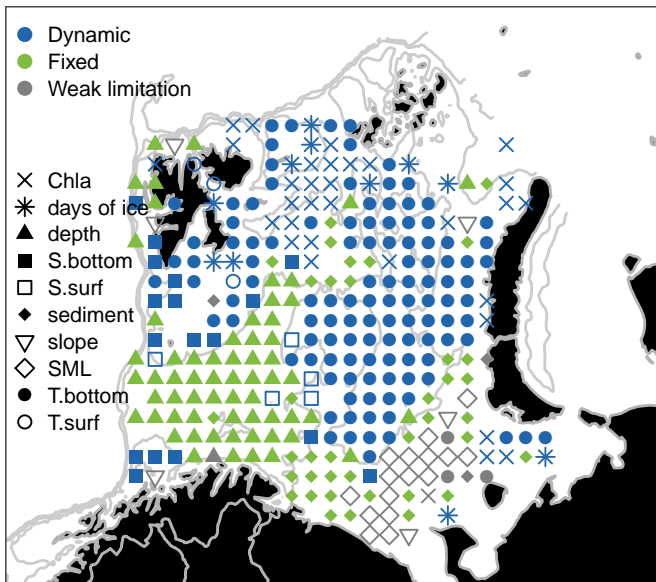 Dynamic
Fixed
Weak limitation
Chla
days of ice
depth
S.bottom
S.surf
sediment
slope
SML
T.bottom
T.surf